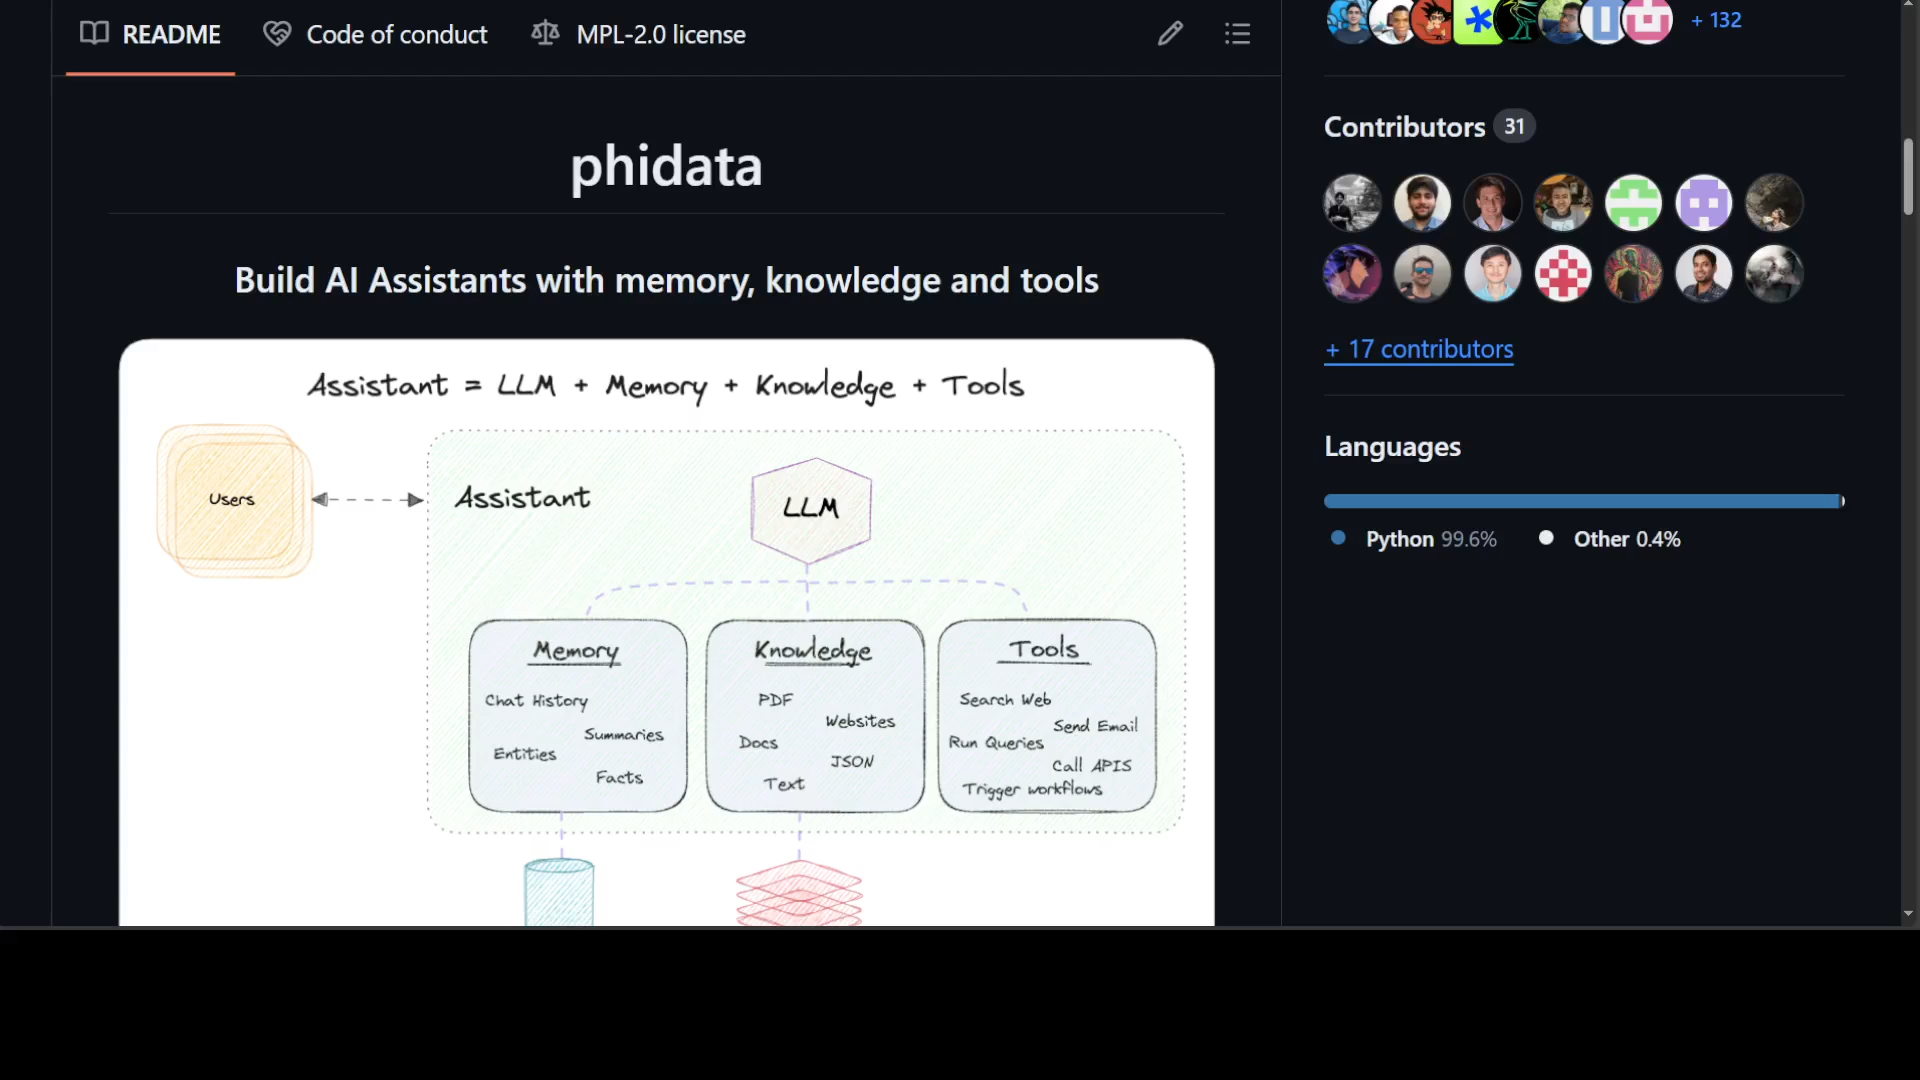 README
Code of conduct
MPL-2.0 license
+ 132
phidata
Build AI Assistants with memory, knowledge and tools
Assistant = LLM + Memory + Knowledge + Tools
Users
Assistant
LLM
Memory
Chat History
Summaries
Entities
Facts
Knowledge
PDF
Websites
Docs
JSON
Text
Tools
Search Web
Send Email
Run Queries
Call APIS
Trigger workflows
Contributors 31
+ 17 contributors
Languages
Python 99.6% Other 0.4%